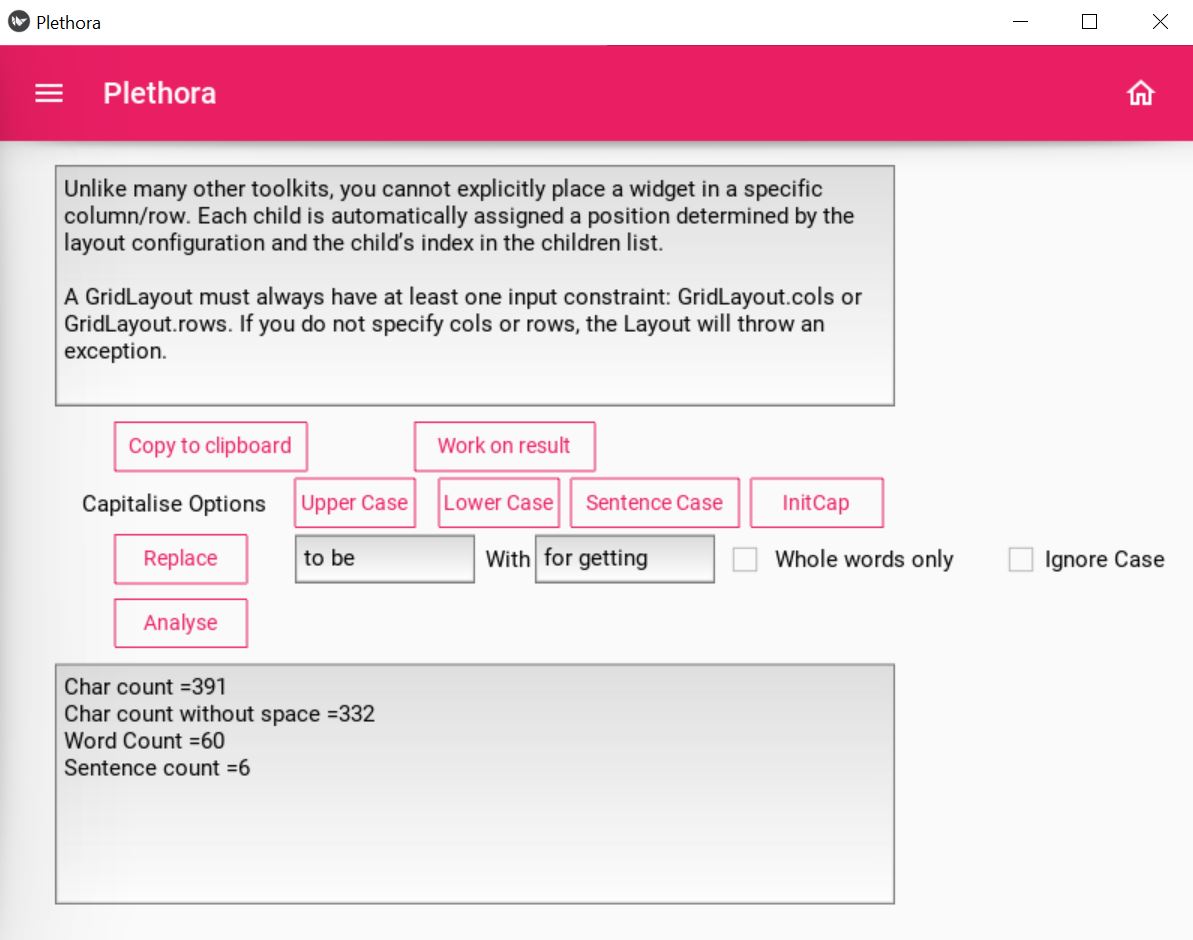 Plethora
Plethora
Unlike many other toolkits, you cannot explicitly place a widget in a specific
column/row. Each child is automatically assigned a position determined by the
layout configuration and the child’s index in the children list.
A GridLayout must always have at least one input constraint: GridLayout.cols or
GridLayout.rows. If you do not specify cols or rows, the Layout will throw an
exception.
Copy to clipboard Work on result
Capitalise Options Upper Case Lower Case Sentence Case InitCap
Replace to be With for getting Whole words only Ignore Case
Analyse
Char count =391
Char count without space =332
Word Count =60
Sentence count =6